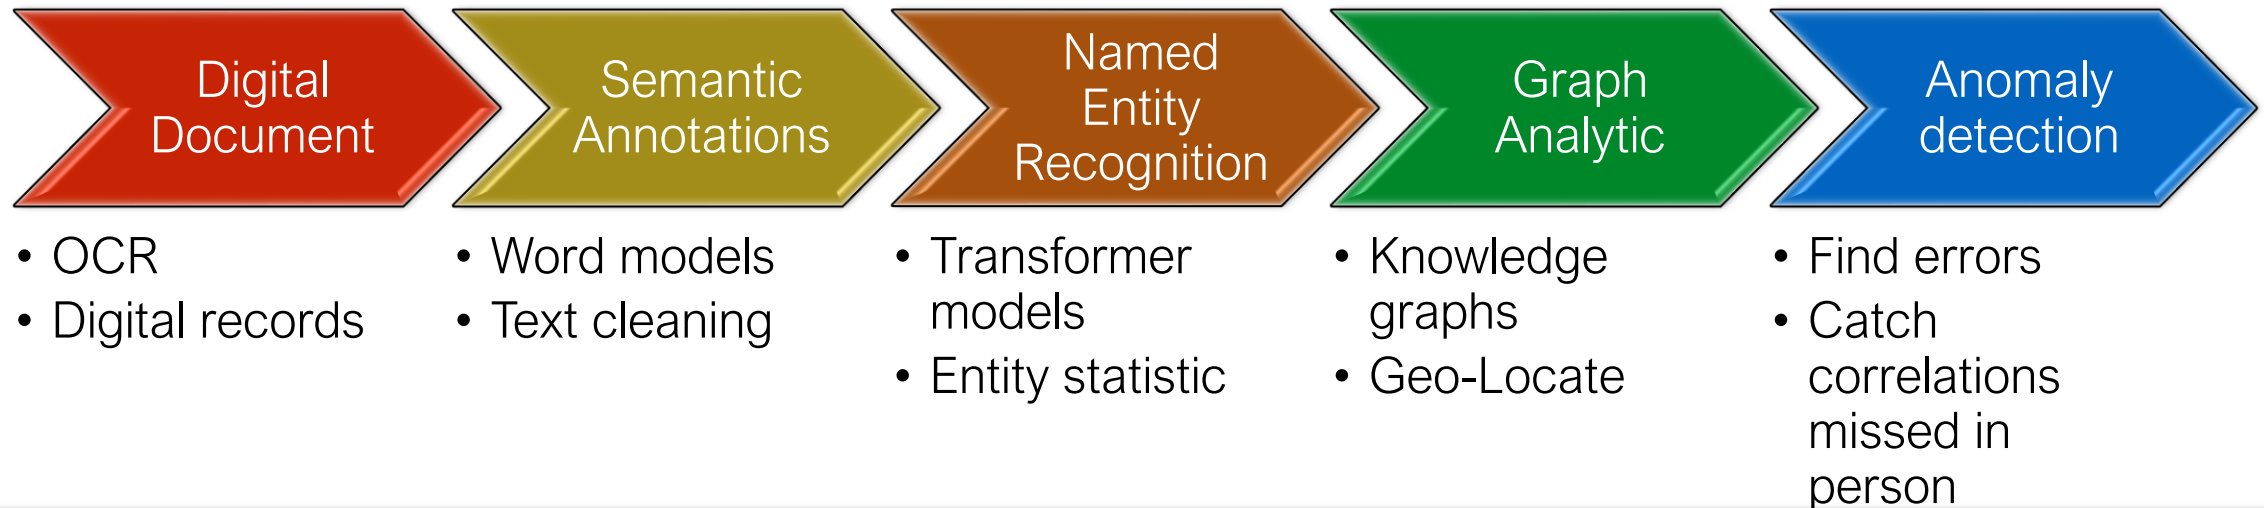 Digital
Document
Semantic
Annotations
Named
Entity
Recognition
Graph
Analytic
Anomaly
detection
• OCR
• Digital records
• Word models
• Text cleaning
• Transformer
models
• Entity statistic
• Knowledge
graphs
• Geo-Locate
• Find errors
• Catch
correlations
missed in
person